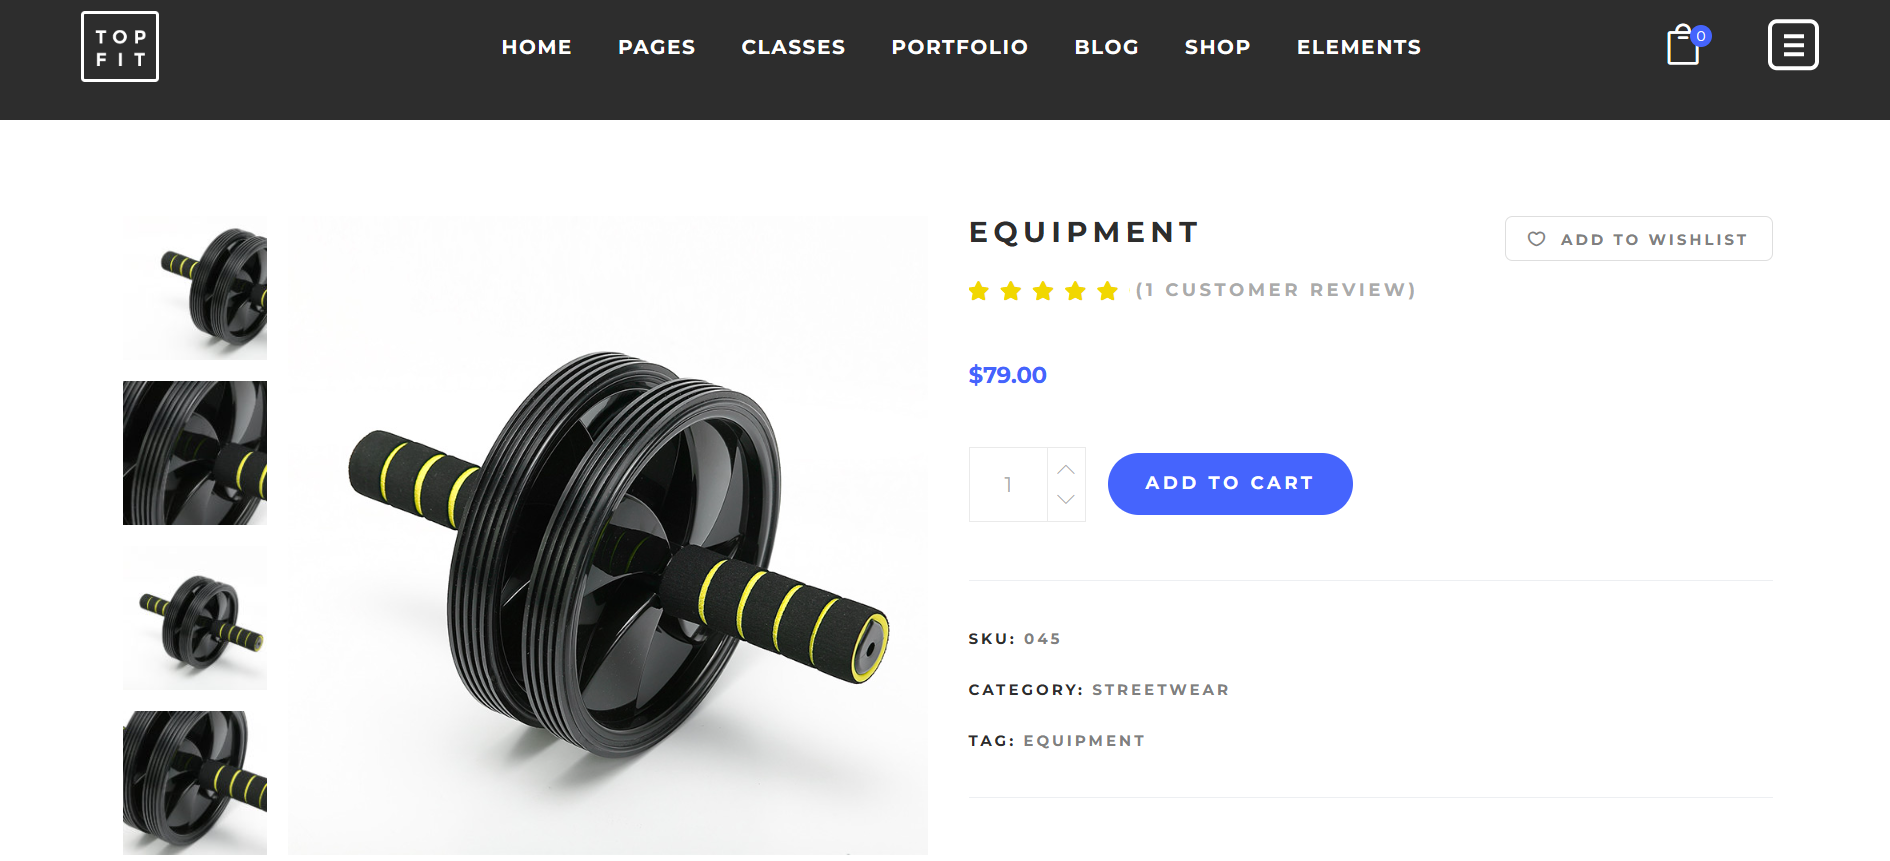 TOP
FIT
HOME PAGES CLASSES PORTFOLIO BLOG SHOP ELEMENTS
0
EQUIPMENT
ADD TO WISHLIST
(1 CUSTOMER REVIEW)
$79.00
1
ADD TO CART
SKU: 045
CATEGORY: STREETWEAR
TAG: EQUIPMENT